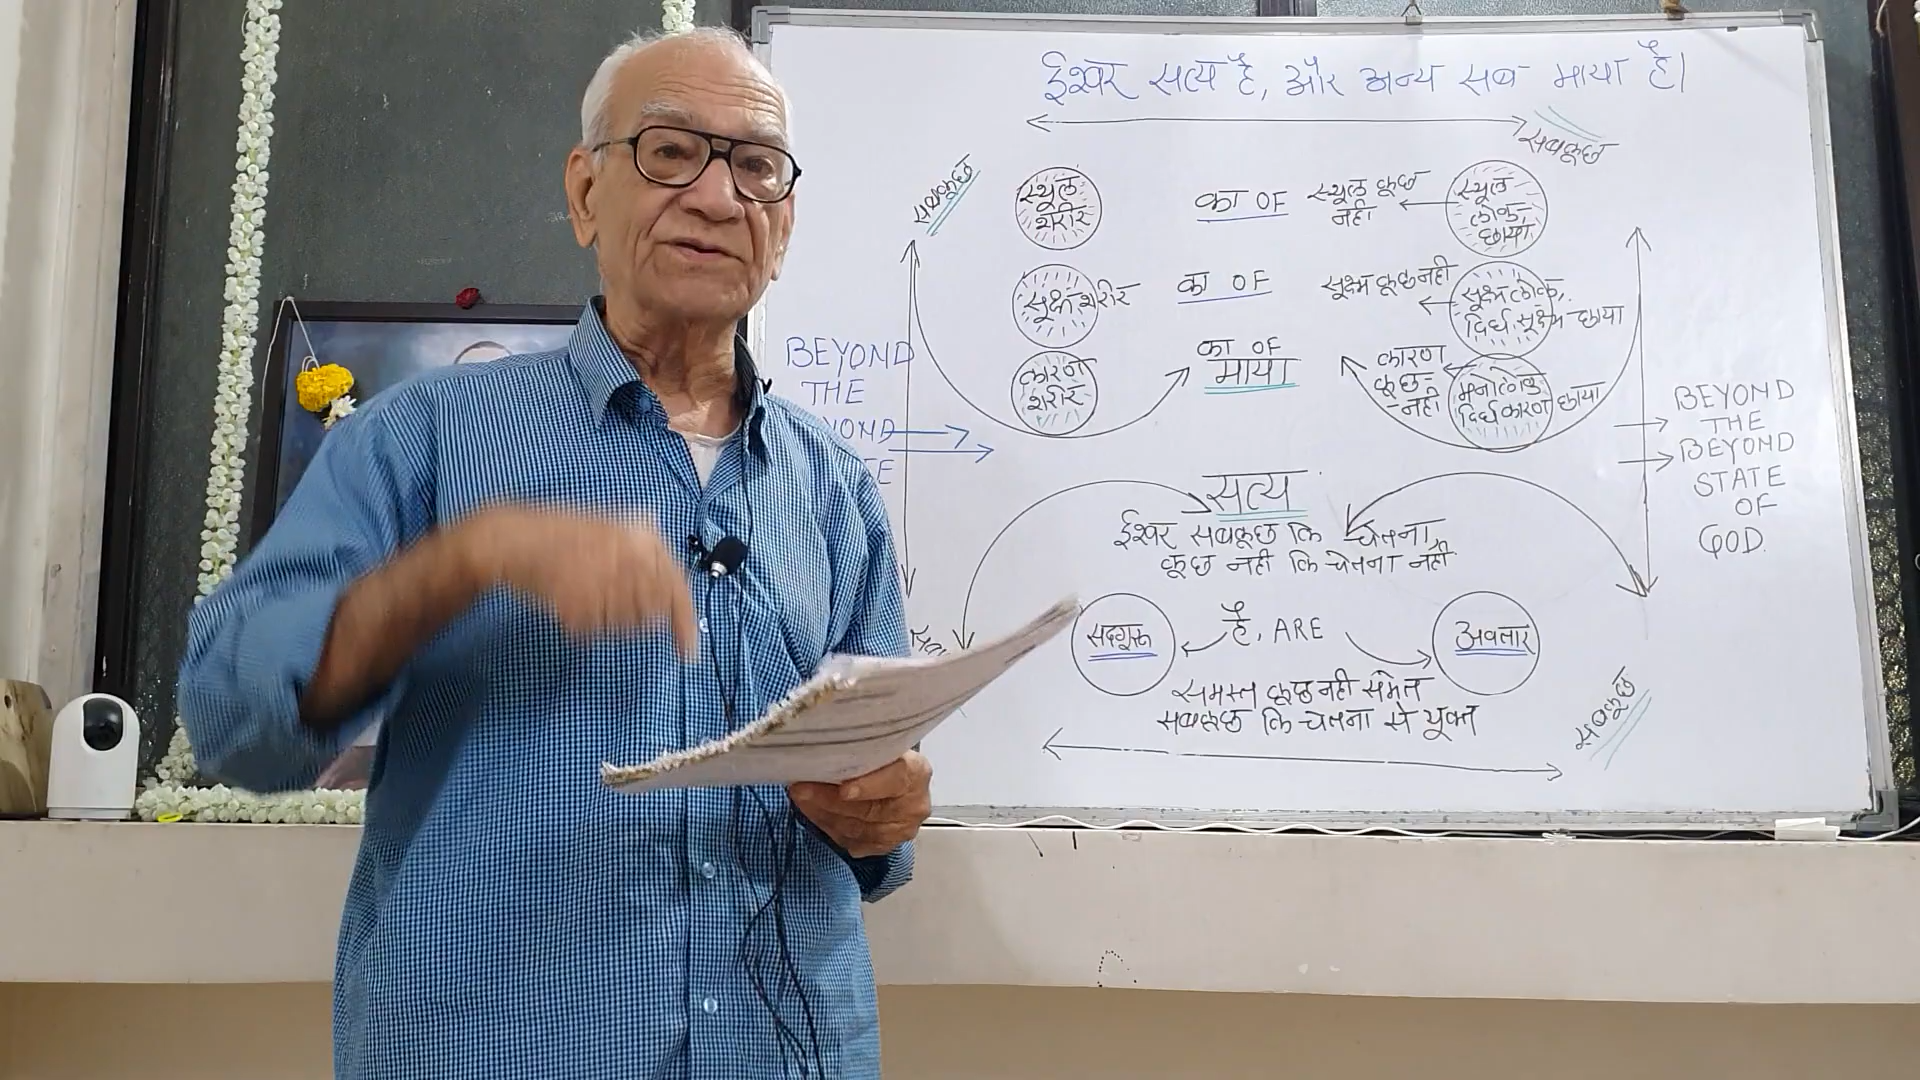 ईश्वर सत्य है, और अन्य सब माया है।
सबकूछ
सबकूछ
स्थूल
शरीर
का OF
स्थूल कूछ
नहीं
स्थूल
लोक,
छाया
सूक्ष्म शरीर
का OF
सूक्ष्म कूछ नहीं
सूक्ष्म लोक,
दिर्घ सूक्ष्म छाया
कारण
शरीर
का OF
माया
कारण
कूछ
नहीं
मनोलोक
दिर्घ कारण छाया
BEYOND
THE
BEYOND
THE
BEYOND
STATE
OF
GOD.
सत्य
ईश्वर सबकूछ कि चेतना,
कूछ नहीं कि चेतना नहीं
सदगुरू
है, ARE
अवतार
समस्त कूछ नहीं समेत
सबकूछ कि चेतना से यूक्त
सबकूछ